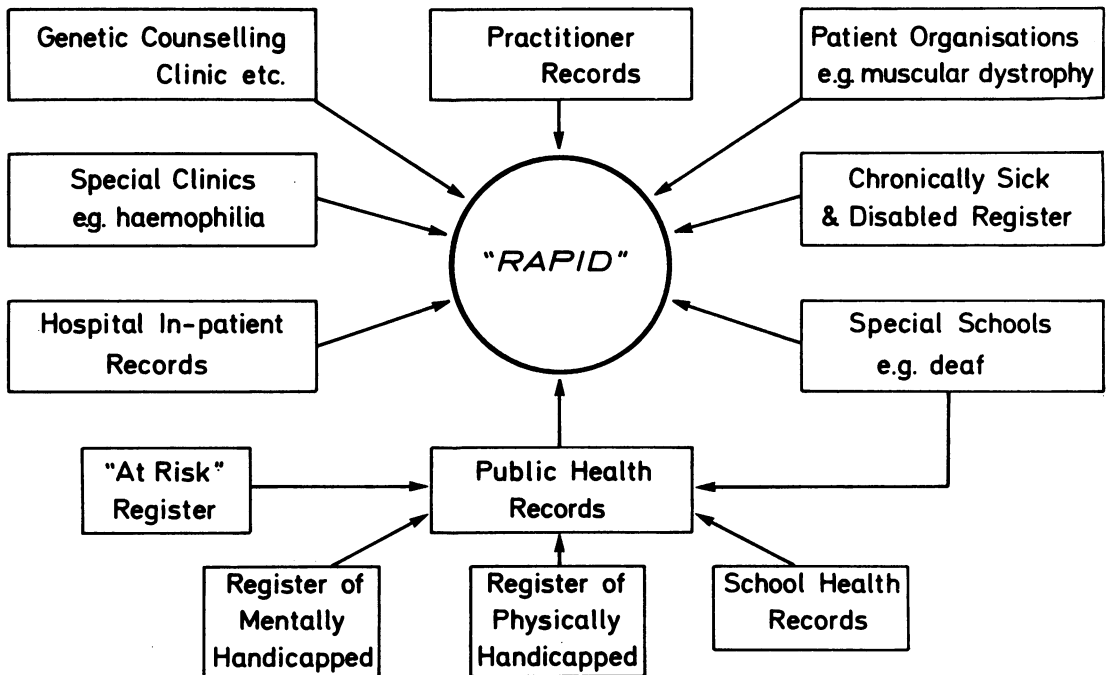 Genetic Counselling
Clinic etc.
Practitioner
Records
Patient Organisations
e.g. muscular dystrophy
Special Clinics
eg. haemophilia
"RAPID"
Chronically Sick
& Disabled Register
Hospital In-patient
Records
Special Schools
e.g. deaf
"At Risk"
Register
Public Health
Records
Register of
Mentally
Handicapped
Register of
Physically
Handicapped
School Health
Records